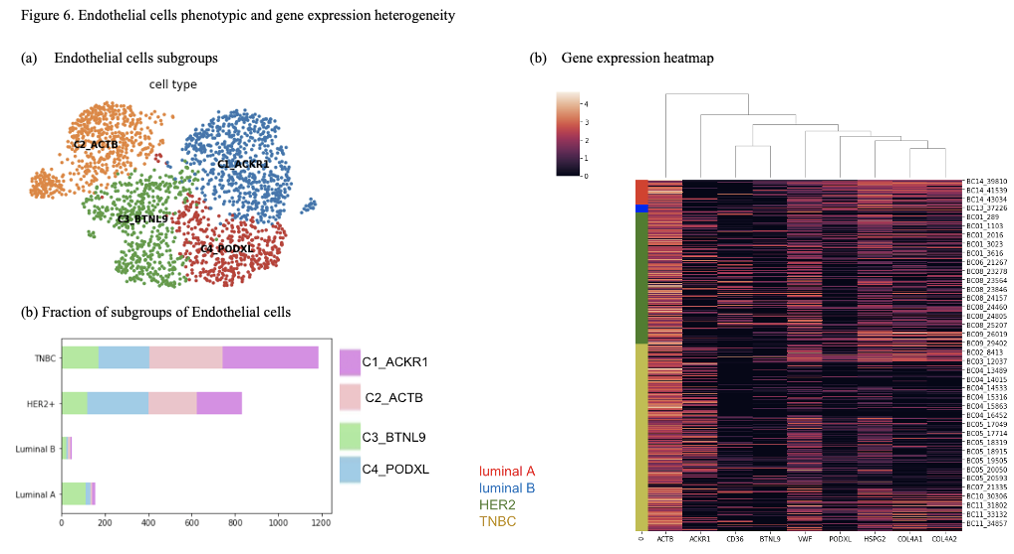 Figure 6. Endothelial cells phenotypic and gene expression heterogeneity
(a) Endothelial cells subgroups
cell type
C2_ACTB
C1_ACKR1
C3_BTNL9
C4_PODXL
(b) Fraction of subgroups of Endothelial cells
TNBC
HER2+
Luminal B
Luminal A
0 200 400 600 800 1000 1200
C1_ACKR1
C2_ACTB
C3_BTNL9
C4_PODXL
luminal A
luminal B
HER2
TNBC
(b) Gene expression heatmap
4
3
2
1
0
BC14_39810
BC14_41539
BC14_43034
BC13_37226
BC01_289
BC01_1103
BC01_2016
BC01_3023
BC01_3616
BC06_21267
BC08_23278
BC08_23564
BC08_23846
BC08_24157
BC08_24460
BC08_24805
BC08_25207
BC09_26019
BC09_29402
BC02_8413
BC03_12037
BC04_13489
BC04_14015
BC04_14533
BC04_15316
BC04_15863
BC04_16452
BC05_17049
BC05_17714
BC05_18319
BC05_18915
BC05_19505
BC05_20050
BC05_20593
BC07_21335
BC10_30306
BC11_31802
BC11_33132
BC11_34857
0 ACTB ACKR1 CD36 BTNL9 VWF PODXL HSPG2 COL4A1 COL4A2